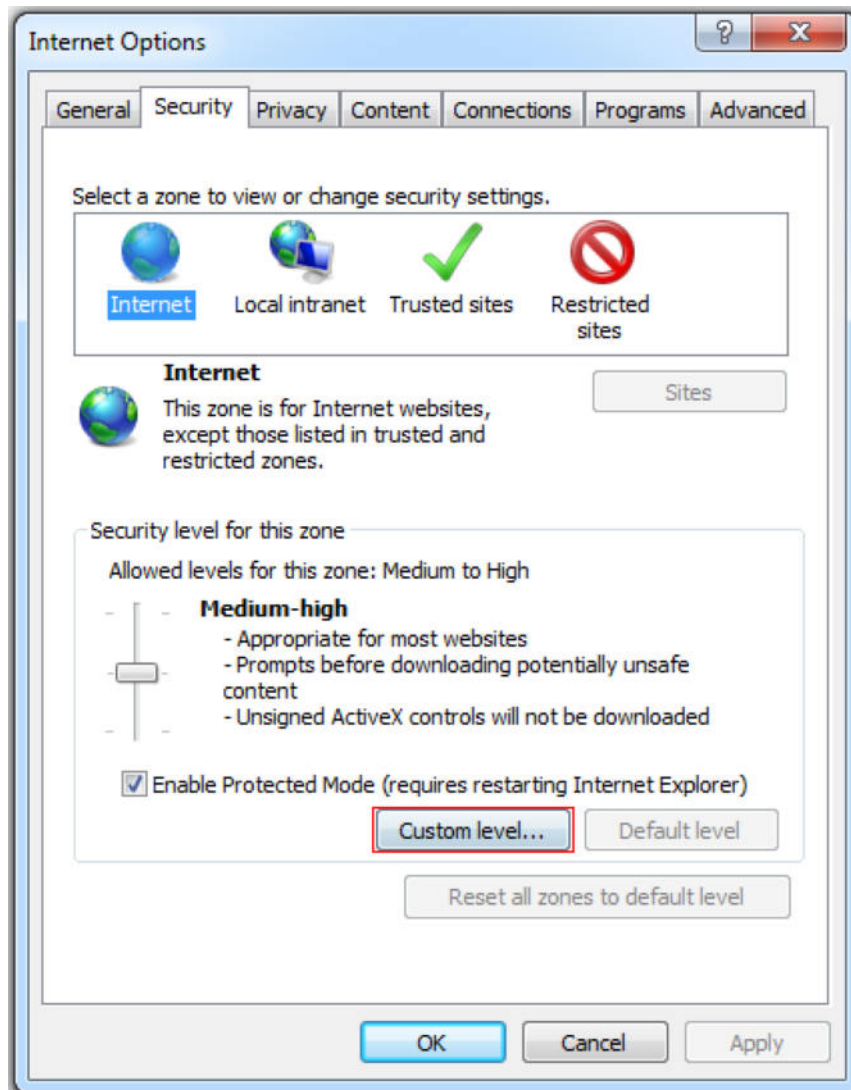 Internet Options
General Security Privacy Content Connections Programs Advanced
Select a zone to view or change security settings.
Internet Local intranet Trusted sites Restricted
sites
Internet
Sites
This zone is for Internet websites,
except those listed in trusted and
restricted zones.
Security level for this zone
Allowed levels for this zone: Medium to High
Medium-high
- Appropriate for most websites
- Prompts before downloading potentially unsafe
content
- Unsigned ActiveX controls will not be downloaded
Enable Protected Mode (requires restarting Internet Explorer)
Custom level... Default level
Reset all zones to default level
OK Cancel Apply